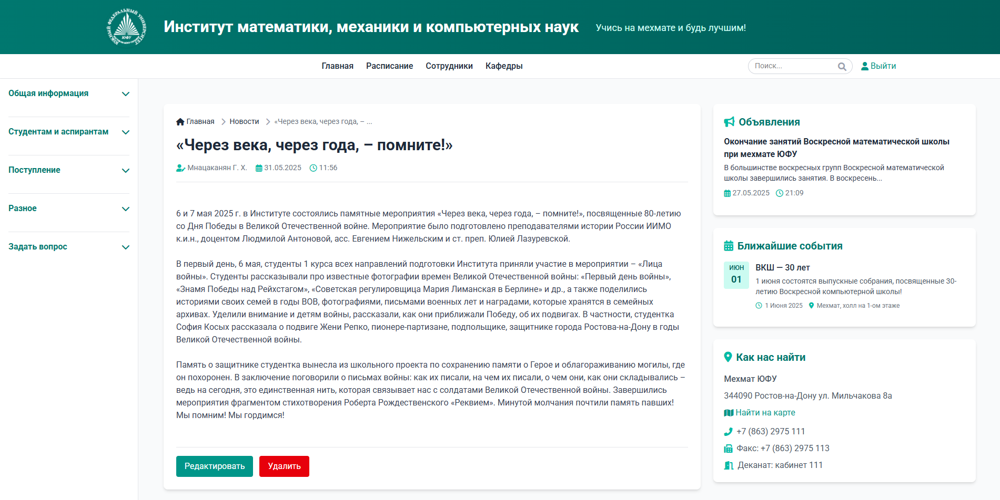 ЮЖНЫЙ ФЕДЕРАЛЬНЫЙ УНИВЕРСИТЕТ
ЮФУ
Институт математики, механики и компьютерных наук
Учись на мехмате и будь лучшим!
Главная Расписание Сотрудники Кафедры
Поиск...
Выйти
Общая информация
Студентам и аспирантам
Поступление
Разное
Задать вопрос
Главная Новости «Через века, через года, – ...
«Через века, через года, – помните!»
Мнацаканян Г. Х. 31.05.2025 11:56
6 и 7 мая 2025 г. в Институте состоялись памятные мероприятия «Через века, через года, – помните!», посвященные 80-летию
со Дня Победы в Великой Отечественной войне. Мероприятие было подготовлено преподавателями истории России ИИМО
к.и.н., доцентом Людмилой Антоновой, асс. Евгением Нижельским и ст. преп. Юлией Лазуревской.
В первый день, 6 мая, студенты 1 курса всех направлений подготовки Института приняли участие в мероприятии – «Лица
войны». Студенты рассказывали про известные фотографии времен Великой Отечественной войны: «Первый день войны»,
«Знамя Победы над Рейхстагом», «Советская регулировщица Мария Лиманская в Берлине» и др., а также поделились
историями своих семей в годы ВОВ, фотографиями, письмами военных лет и наградами, которые хранятся в семейных
архивах. Уделили внимание и детям войны, рассказали, как они приближали Победу, об их подвигах. В частности, студентка
София Косых рассказала о подвиге Жени Репко, пионере-партизане, подпольщике, защитнике города Ростова-на-Дону в годы
Великой Отечественной войны.
Память о защитнике студентка вынесла из школьного проекта по сохранению памяти о Герое и облагораживанию могилы, где
он похоронен. В заключение поговорили о письмах войны: как их писали, на чем их писали, о чем они, как они складывались –
ведь на сегодня, это единственная нить, которая связывает нас с солдатами Великой Отечественной войны. Завершились
мероприятия фрагментом стихотворения Роберта Рождественского «Реквием». Минутой молчания почтили память павших!
Мы помним! Мы гордимся!
Редактировать Удалить
Объявления
Окончание занятий Воскресной математической школы
при мехмате ЮФУ
В большинстве воскресных групп Воскресной математической
школы завершились занятия. В воскресень...
27.05.2025 21:09
Ближайшие события
ИЮН
01
ВКШ — 30 лет
1 июня состоятся выпускные собрания, посвященные 30-
летию Воскресной компьютерной школы!
1 Июня 2025 Мехмат, холл на 1-ом этаже
Как нас найти
Мехмат ЮФУ
344090 Ростов-на-Дону ул. Мильчакова 8а
Найти на карте
+7 (863) 2975 111
Факс: +7 (863) 2975 113
Деканат: кабинет 111